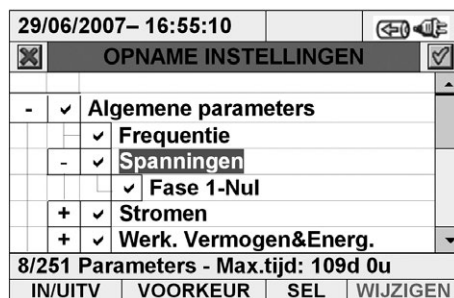 29/06/2007– 16:55:10
OPNAME INSTELLINGEN
- Algemene parameters
Frequentie
- Spanningen
Fase 1-Nul
+ Stromen
+ Werk. Vermogen&Energ.
8/251 Parameters - Max.tijd: 109d 0u
IN/UITV VOORKEUR SEL WIJZIGEN